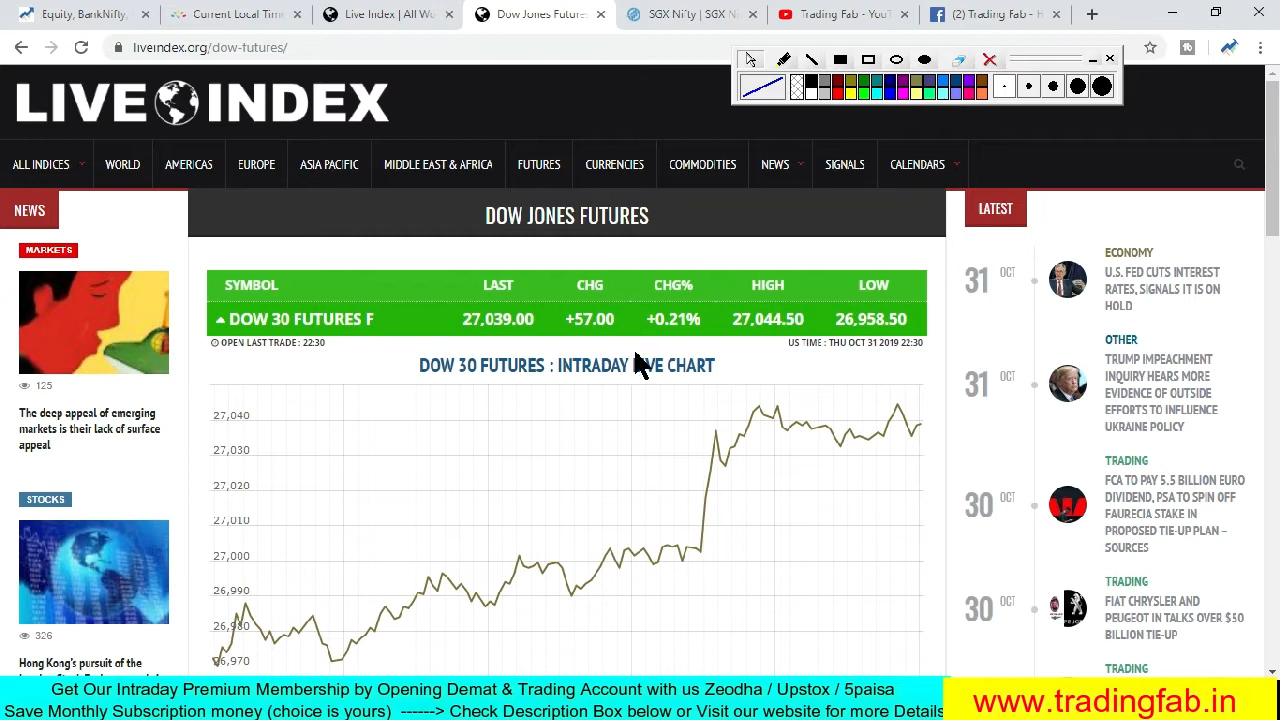 Equity, BankNifty,
Current Local Time
Live Index | All Wo
Dow Jones Futures
SGX Nifty | SGX Ni
Trading Fab - YouT
(2) Trading Fab - H
liveindex.org/dow-futures/
LIVE INDEX
ALL INDICES WORLD AMERICAS EUROPE ASIA PACIFIC MIDDLE EAST & AFRICA FUTURES CURRENCIES COMMODITIES NEWS SIGNALS CALENDARS
NEWS
MARKETS
125
The deep appeal of emerging
markets is their lack of surface
appeal
STOCKS
326
Hong Kong's pursuit of the
DOW JONES FUTURES
SYMBOL LAST CHG CHG% HIGH LOW
DOW 30 FUTURES F 27,039.00 +57.00 +0.21% 27,044.50 26,958.50
OPEN LAST TRADE : 22:30 US TIME : THU OCT 31 2019 22:30
DOW 30 FUTURES : INTRADAY LIVE CHART
27,040
27,030
27,020
27,010
27,000
26,990
26,980
26,970
LATEST
31 OCT
ECONOMY
U.S. FED CUTS INTEREST
RATES, SIGNALS IT IS ON
HOLD
31 OCT
OTHER
TRUMP IMPEACHMENT
INQUIRY HEARS MORE
EVIDENCE OF OUTSIDE
EFFORTS TO INFLUENCE
UKRAINE POLICY
30 OCT
TRADING
FCA TO PAY 5.5 BILLION EURO
DIVIDEND, PSA TO SPIN OFF
FAURECIA STAKE IN
PROPOSED TIE-UP PLAN –
SOURCES
30 OCT
TRADING
FIAT CHRYSLER AND
PEUGEOT IN TALKS OVER $50
BILLION TIE-UP
TRADING
Get Our Intraday Premium Membership by Opening Demat & Trading Account with us Zeodha / Upstox / 5paisa
Save Monthly Subscription money (choice is yours) ------> Check Description Box below or Visit our website for more Details
www.tradingfab.in